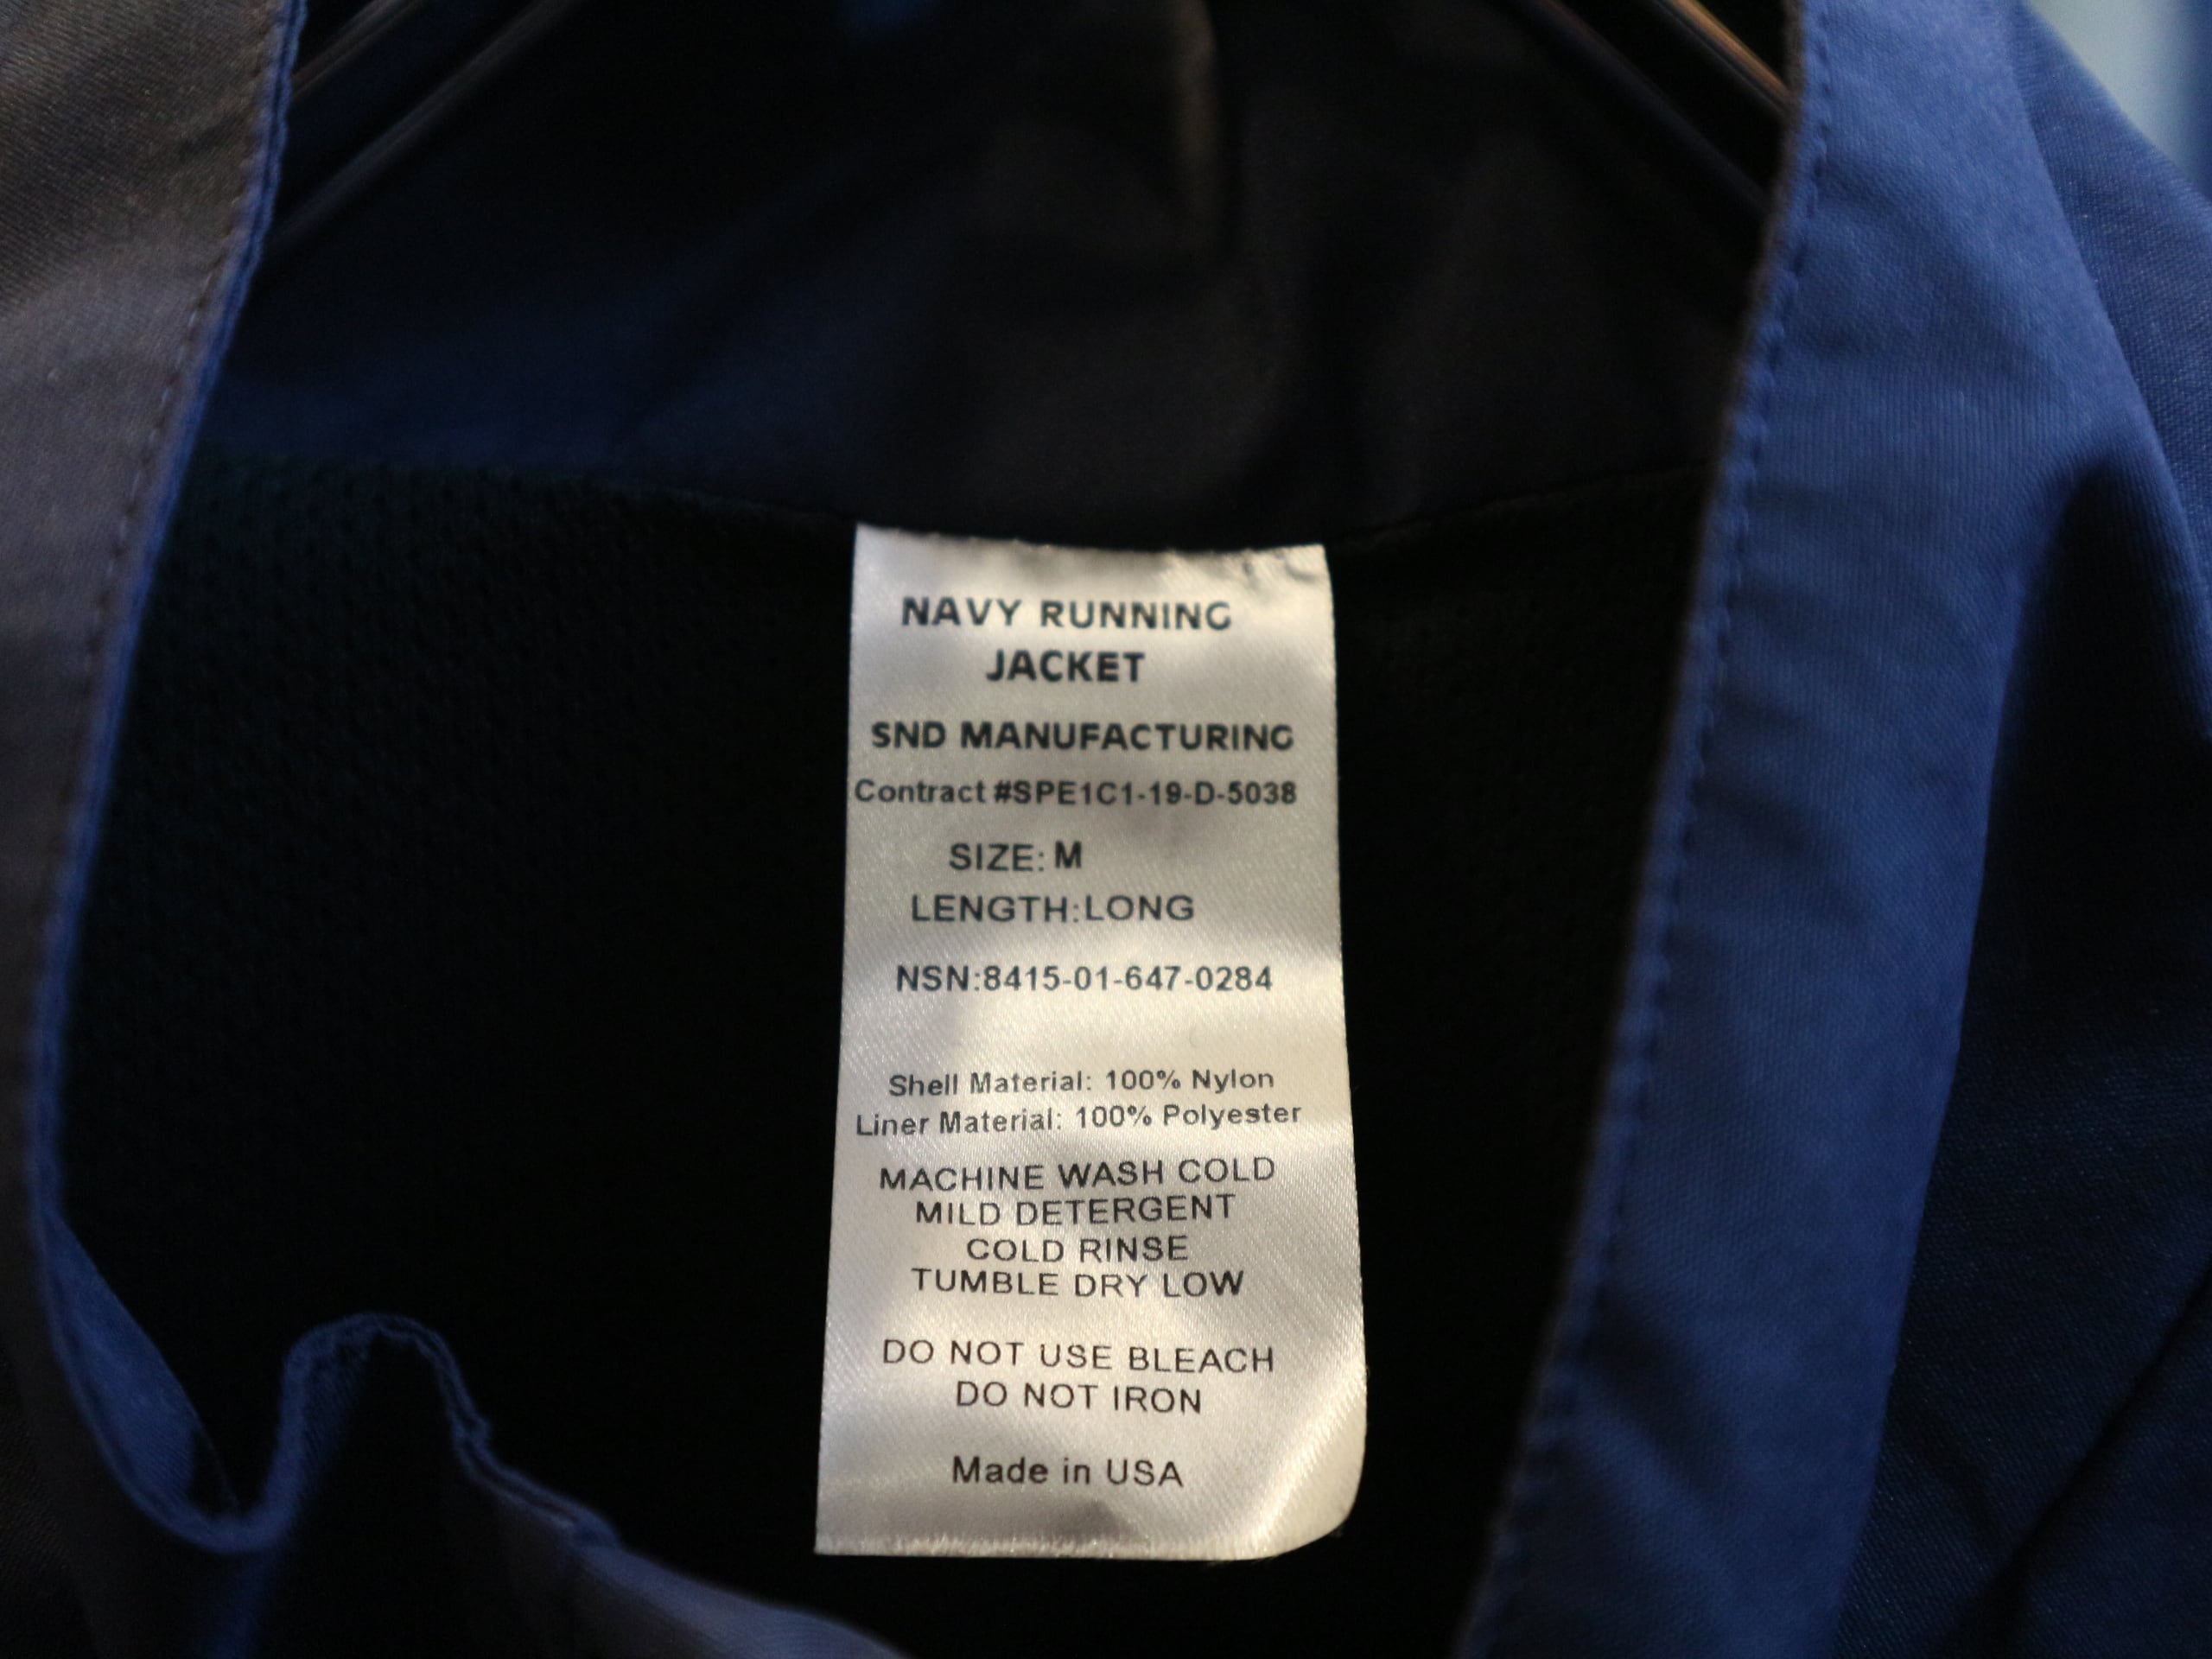 NAVY RUNNING
JACKET
SND MANUFACTURING
Contract #SPE1C1-19-D-5038
SIZE: M
LENGTH:LONG
NSN:8415-01-647-0284
Shell Material: 100% Nylon
Liner Material: 100% Polyester
MACHINE WASH COLD
MILD DETERGENT
COLD RINSE
TUMBLE DRY LOW
DO NOT USE BLEACH
DO NOT IRON
Made in USA